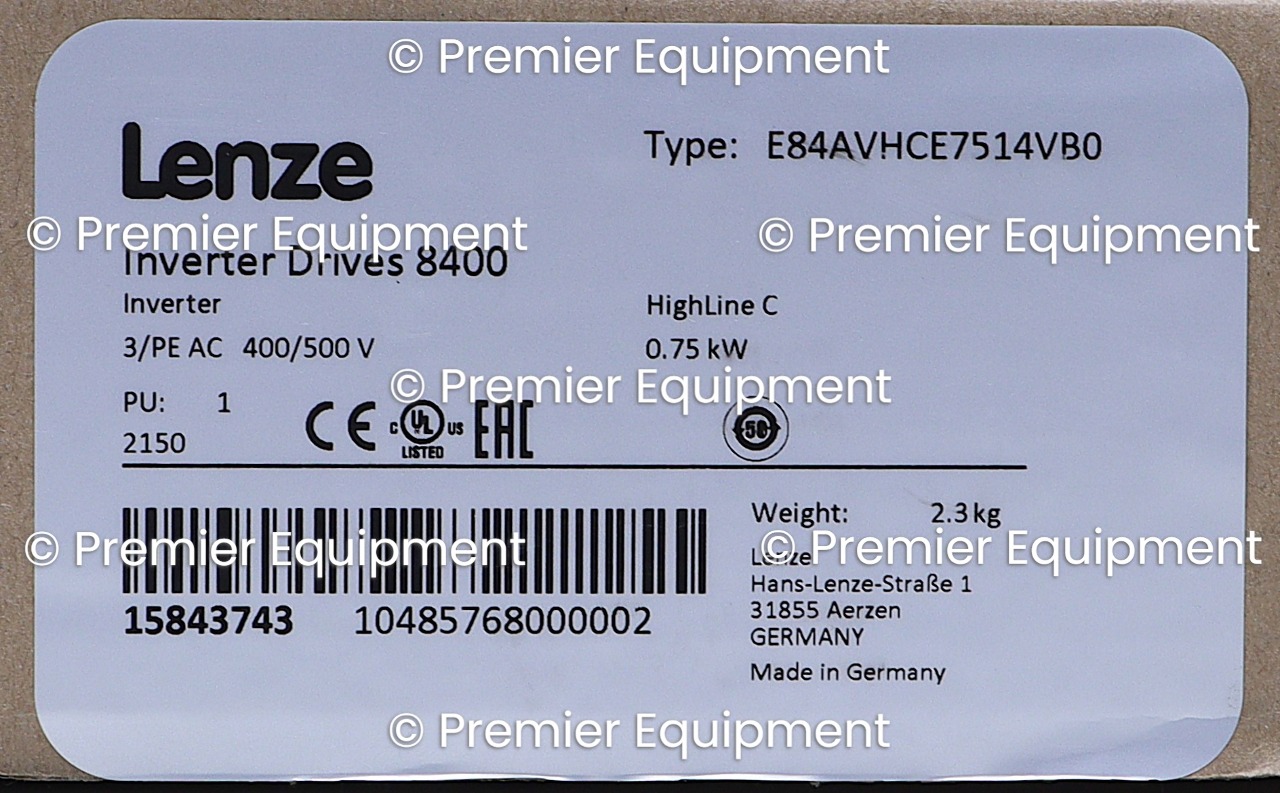 © Premier Equipment
Lenze
Type: E84AVHCE7514VB0
© Premier Equipment
© Premier Equipment
Inverter Drives 8400
Inverter
HighLine C
3/PE AC 400/500 V
0.75 kW
© Premier Equipment
PU: 1
2150
CE
C UL US
LISTED
EAC
50
Weight: 2.3 kg
© Premier Equipment
© Premier Equipment
Lenze
Hans-Lenze-Straße 1
31855 Aerzen
GERMANY
Made in Germany
15843743 10485768000002
© Premier Equipment